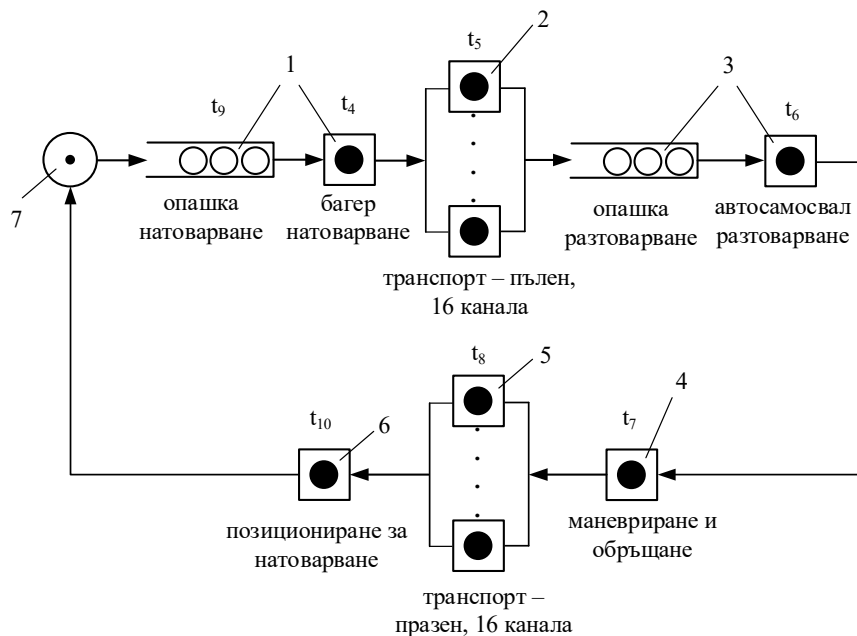 1
2
3
t₉
t₄
t₅
t₆
7
опашка
натоварване
багер
натоварване
опашка
разтоварване
автосамосвал
разтоварване
транспорт – пълен,
16 канала
t₁₀
6
t₈
5
t₇
4
позициониране за
натоварване
маневриране и
обръщане
транспорт –
празен, 16 канала